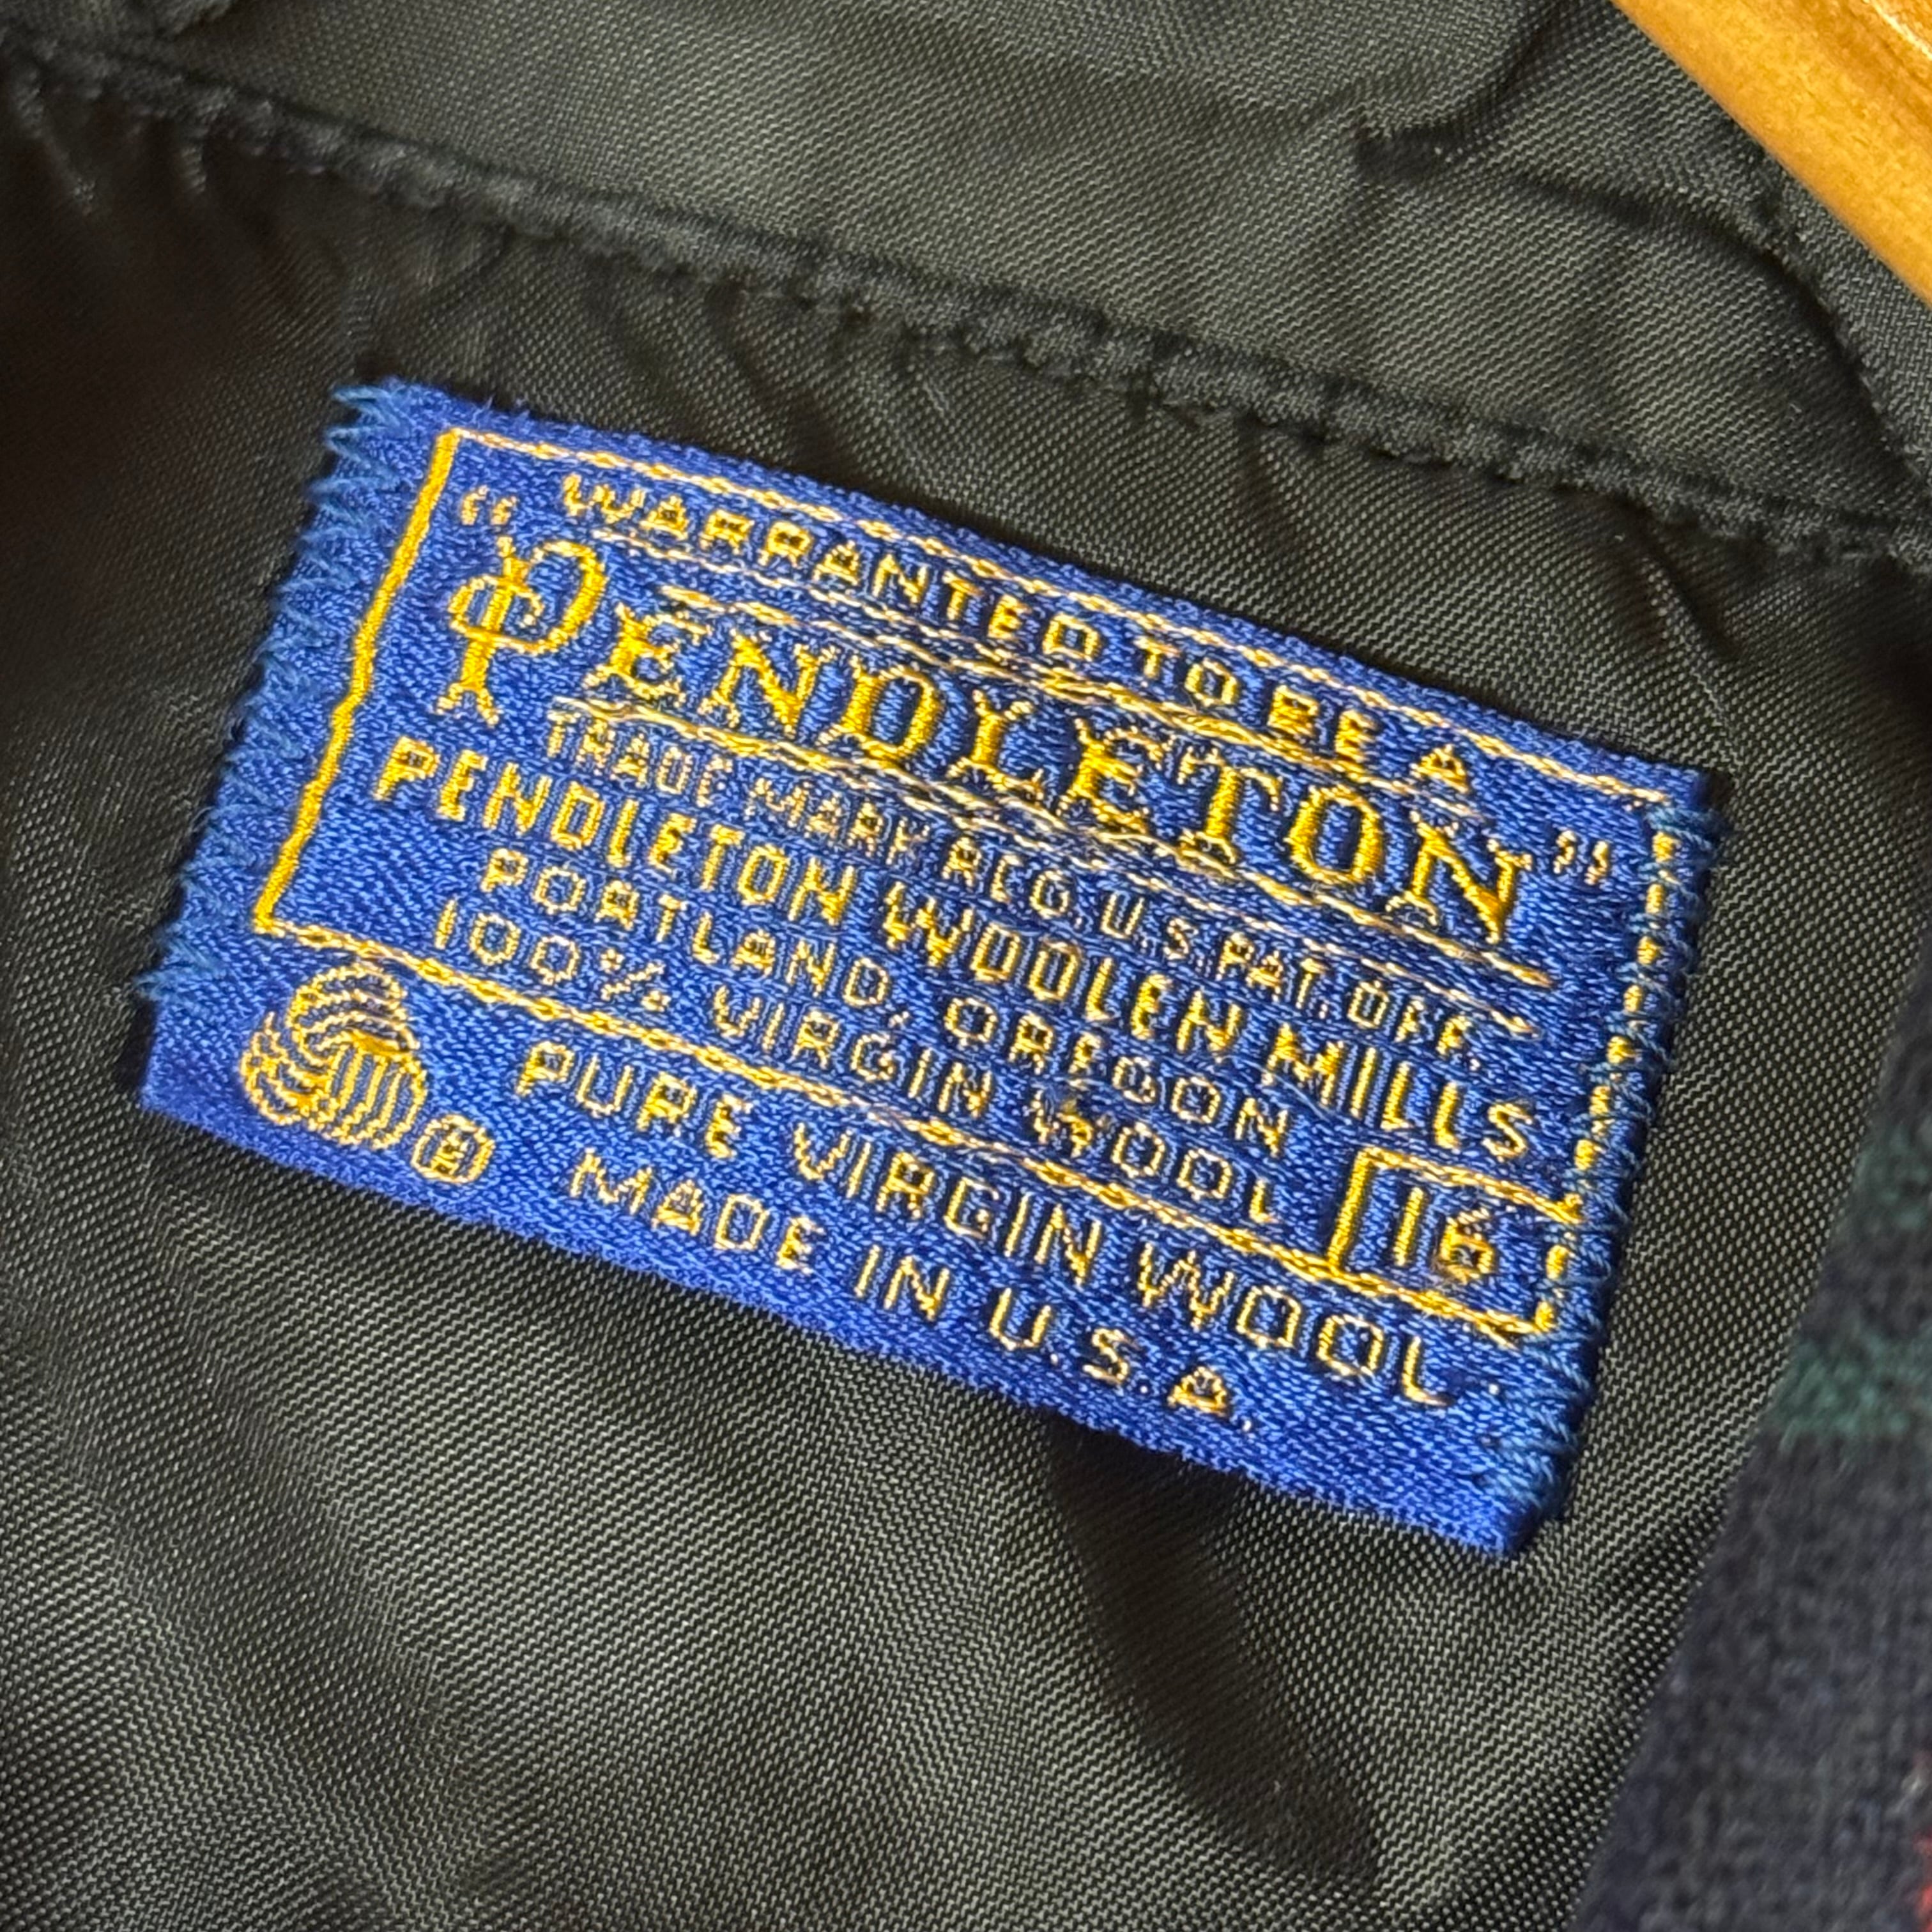 WARRANTED TO BE A
“PENDLETON”
TRADE MARK REG. U.S. PAT. OFF.
PENDLETON WOOLEN MILLS
PORTLAND, OREGON
100% VIRGIN WOOL
16
PURE VIRGIN WOOL.
® MADE IN U.S.A.